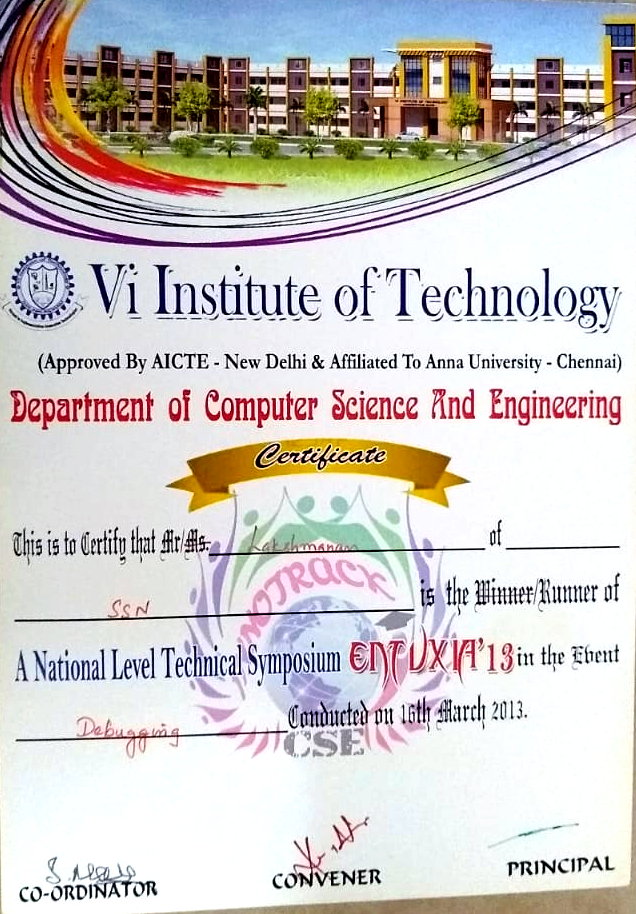 Vi Institute of Technology
(Approved By AICTE - New Delhi & Affiliated To Anna University - Chennai)
Department of Computer Science And Engineering
Certificate
This is to Certify that Mr/Ms. Lakshmanan of
SSN is the Winner/Runner of
A National Level Technical Symposium ENTUXIA'13 in the Event
Debugging Conducted on 16th March 2013.
CSE
CO-ORDINATOR
CONVENER
PRINCIPAL